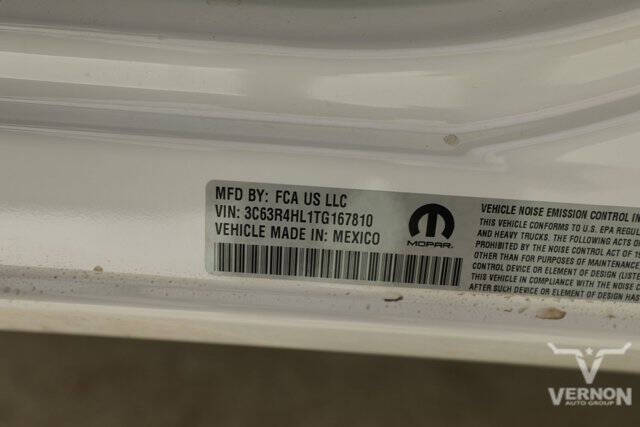 MFD BY: FCA US LLC
VIN: 3C63R4HL1TG167810
VEHICLE MADE IN: MEXICO
MOPAR
VEHICLE NOISE EMISSION CONTROL IN
THIS VEHICLE CONFORMS TO U.S. EPA REGUL
AND HEAVY TRUCKS. THE FOLLOWING ACTS O
ARE PROHIBITED BY THE NOISE CONTROL ACT OF 19
OTHER THAN FOR PURPOSES OF MAINTENANCE
CONTROL DEVICE OR ELEMENT OF DESIGN (LISTE
THIS VEHICLE IN COMPLIANCE WITH THE NOISE C
AFTER SUCH DEVICE OR ELEMENT OF DESIGN HAS
VERNON
AUTO GROUP